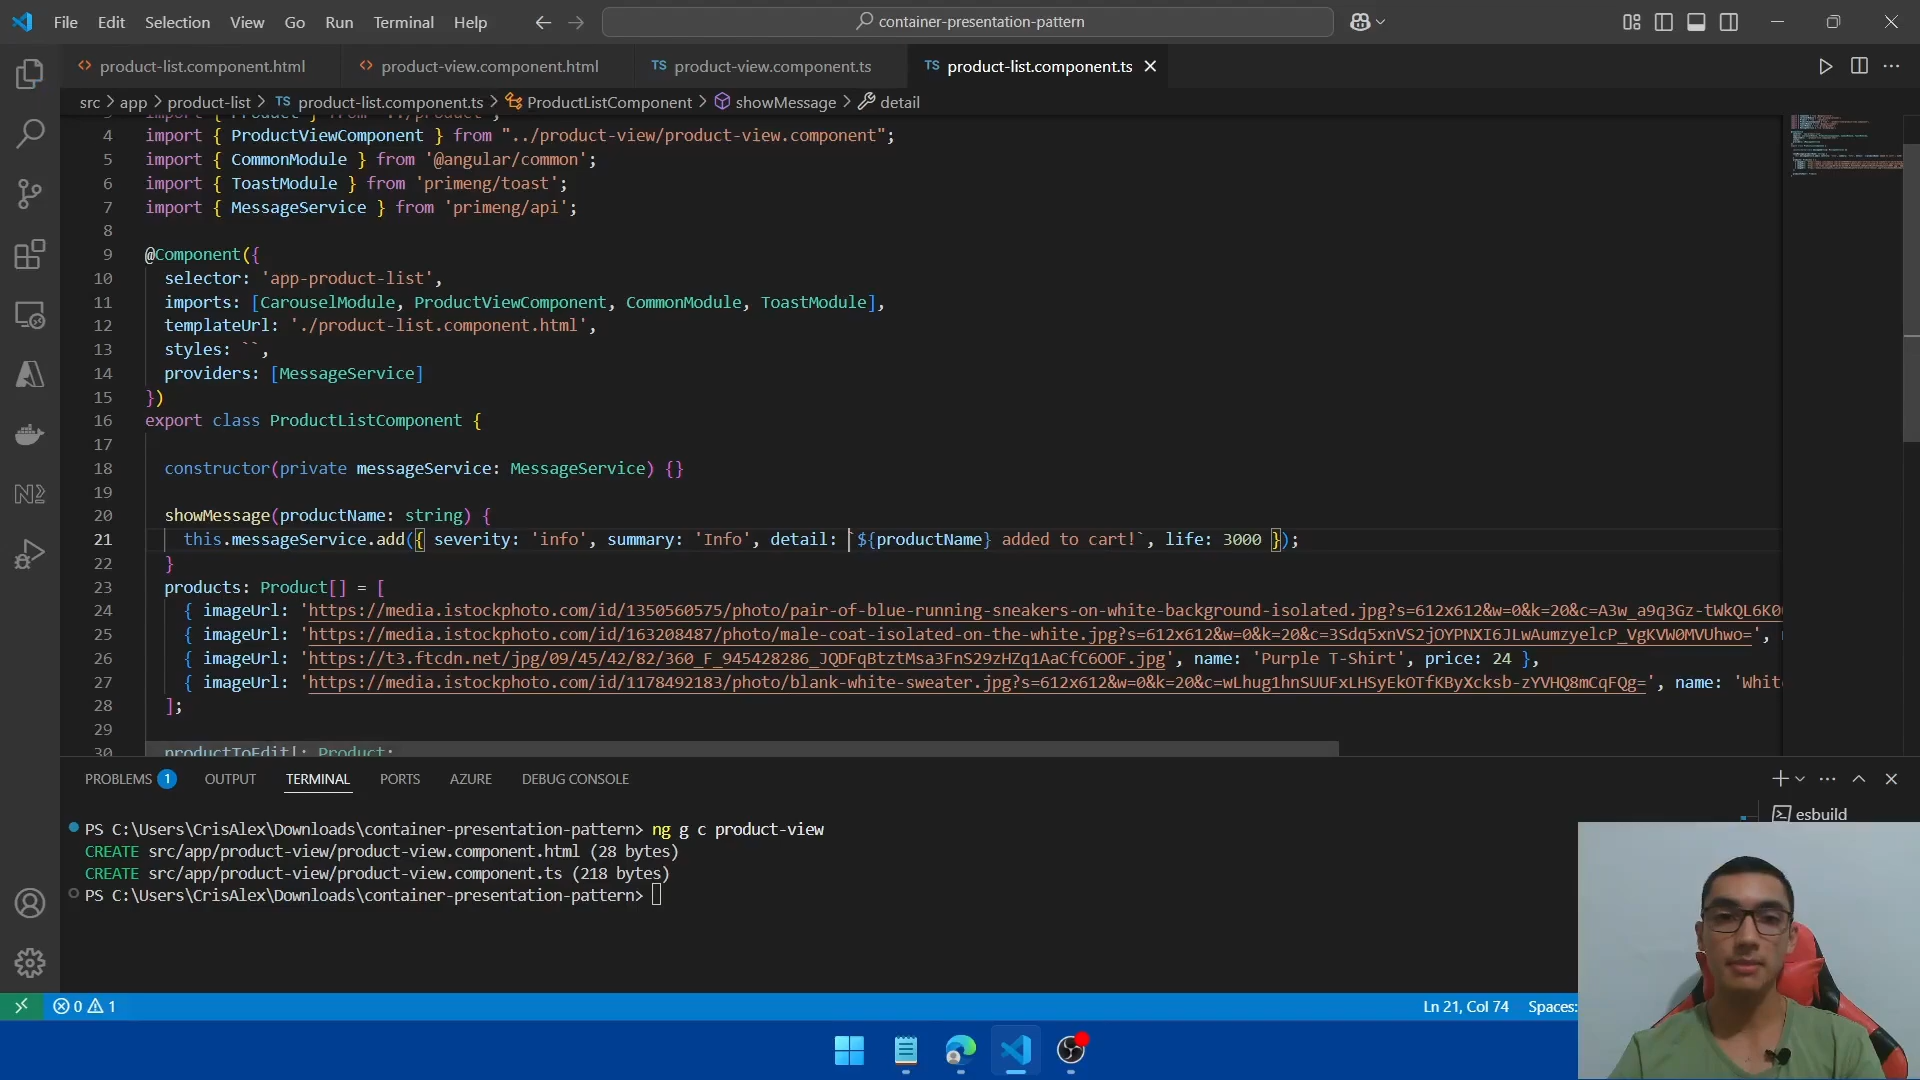 File Edit Selection View Go Run Terminal Help
container-presentation-pattern
product-list.component.html
product-view.component.html
TS product-view.component.ts
TS product-list.component.ts
src > app > product-list > TS product-list.component.ts > ProductListComponent > showMessage > detail
4 import { ProductViewComponent } from "../product-view/product-view.component";
5 import { CommonModule } from '@angular/common';
6 import { ToastModule } from 'primeng/toast';
7 import { MessageService } from 'primeng/api';
8
9 @Component({
10 selector: 'app-product-list',
11 imports: [CarouselModule, ProductViewComponent, CommonModule, ToastModule],
12 templateUrl: './product-list.component.html',
13 styles: ``,
14 providers: [MessageService]
15 })
16 export class ProductListComponent {
17
18 constructor(private messageService: MessageService) {}
19
20 showMessage(productName: string) {
21 this.messageService.add({ severity: 'info', summary: 'Info', detail: `${productName} added to cart!`, life: 3000 });
22 }
23 products: Product[] = [
24 { imageUrl: 'https://media.istockphoto.com/id/1350560575/photo/pair-of-blue-running-sneakers-on-white-background-isolated.jpg?s=612x612&w=0&k=20&c=A3w_a9q3Gz-tWkQL6K0
25 { imageUrl: 'https://media.istockphoto.com/id/163208487/photo/male-coat-isolated-on-the-white.jpg?s=612x612&w=0&k=20&c=3Sdq5xnVS2jOYPNXI6JLwAumzyelcP_VgKVW0MVUhwo=',
26 { imageUrl: 'https://t3.ftcdn.net/jpg/09/45/42/82/360_F_945428286_JQDFqBtztMsa3FnS29zHZq1AaCfC6OOF.jpg', name: 'Purple T-Shirt', price: 24 },
27 { imageUrl: 'https://media.istockphoto.com/id/1178492183/photo/blank-white-sweater.jpg?s=612x612&w=0&k=20&c=wLhug1hnSUUFxLHSyEkOTfKByXcksb-zYVHQ8mCqFQg=', name: 'Whit
28 ];
29
30 productToEdit!: Product;
PROBLEMS 1 OUTPUT TERMINAL PORTS AZURE DEBUG CONSOLE
esbuild
PS C:\Users\CrisAlex\Downloads\container-presentation-pattern> ng g c product-view
CREATE src/app/product-view/product-view.component.html (28 bytes)
CREATE src/app/product-view/product-view.component.ts (218 bytes)
PS C:\Users\CrisAlex\Downloads\container-presentation-pattern>
0 1 Ln 21, Col 74 Spaces: